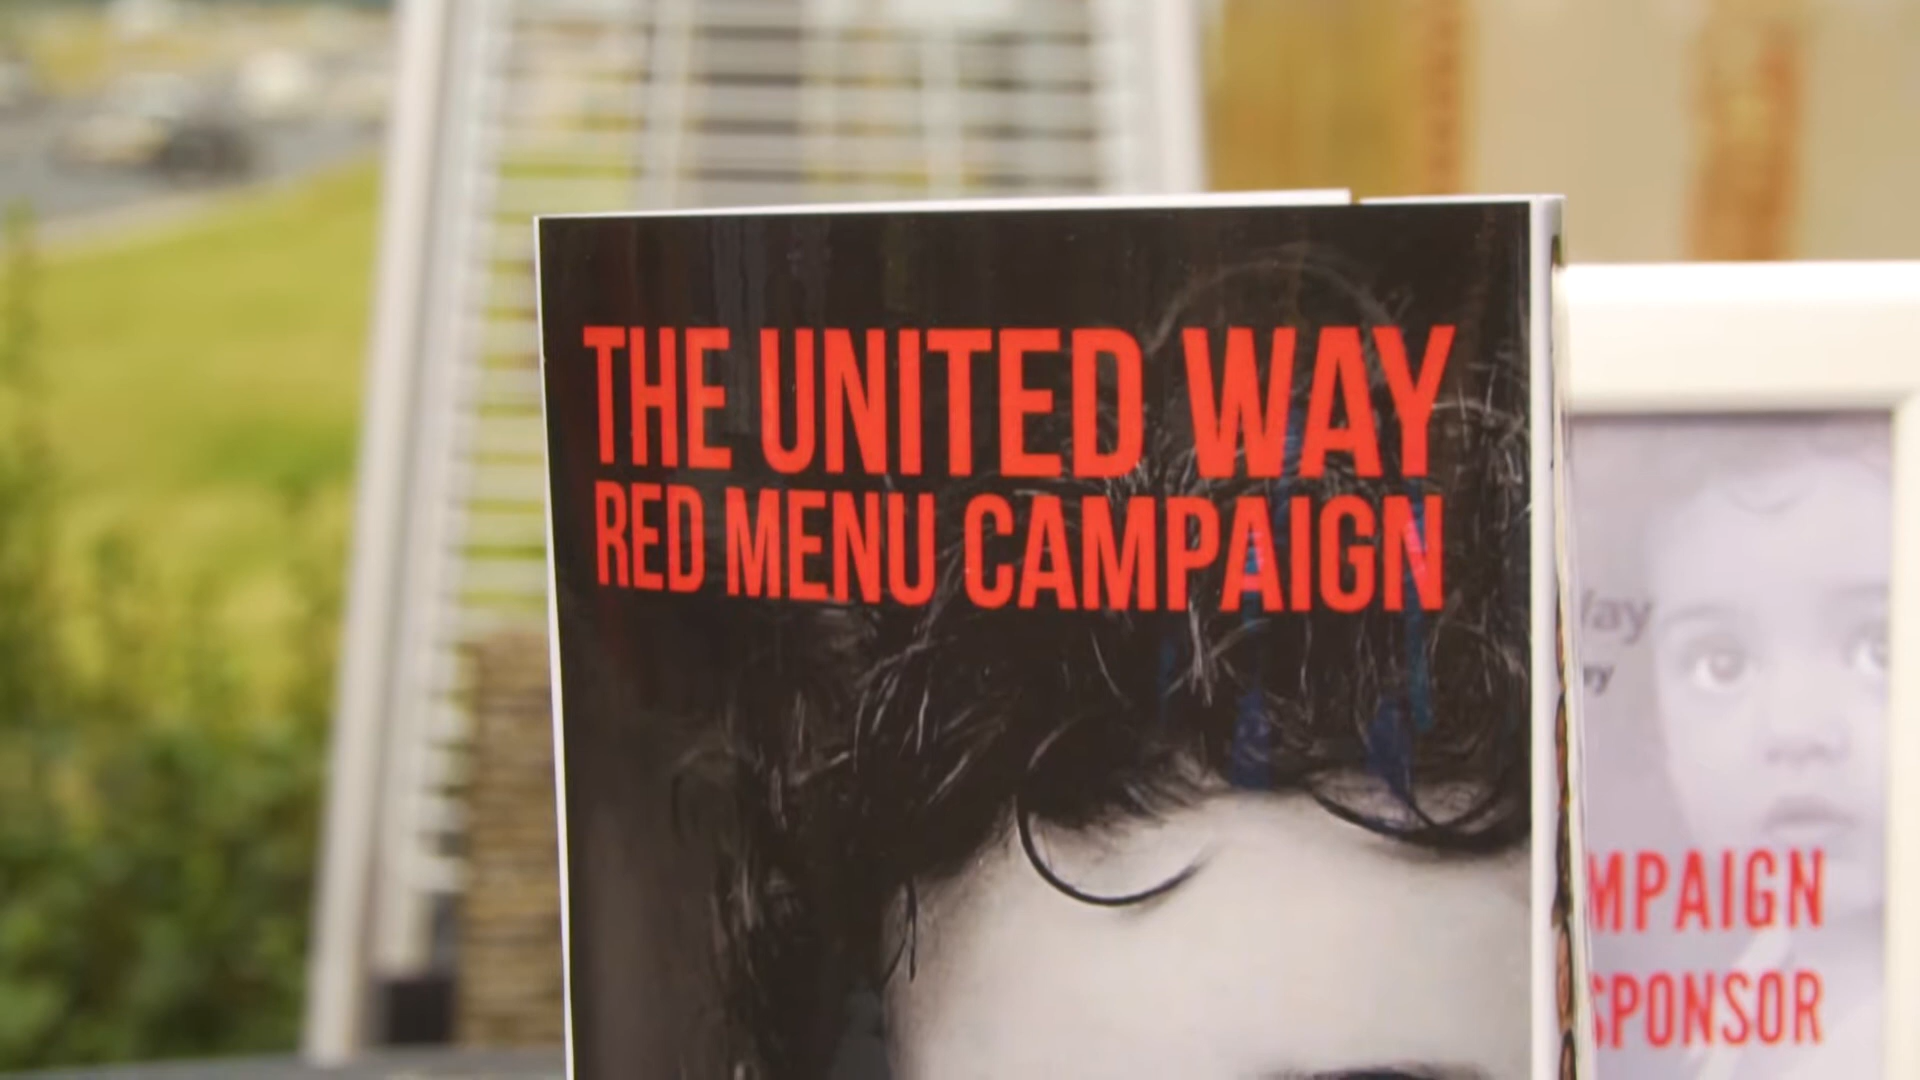 THE UNITED WAY
RED MENU CAMPAIGN
MPAIGN
SPONSOR